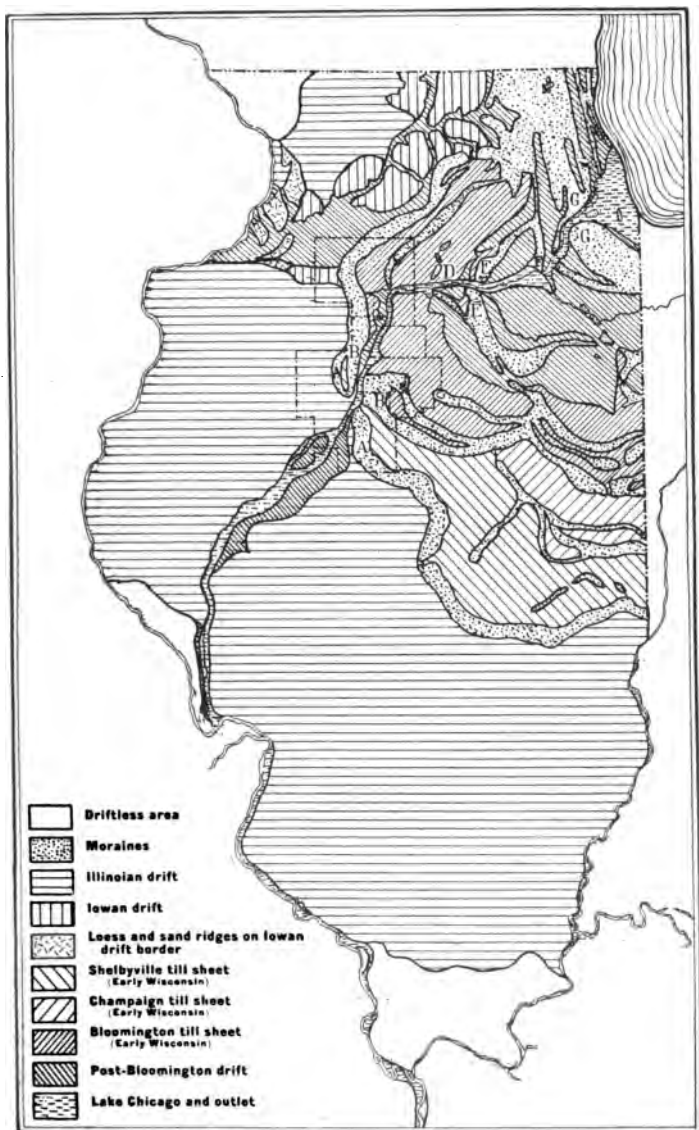 G
G
D
F
E
B
Driftless area
Moraines
Illinoian drift
Iowan drift
Loess and sand ridges on Iowan
drift border
Shelbyville till sheet
(Early Wisconsin)
Champaign till sheet
(Early Wisconsin)
Bloomington till sheet
(Early Wisconsin)
Post-Bloomington drift
Lake Chicago and outlet